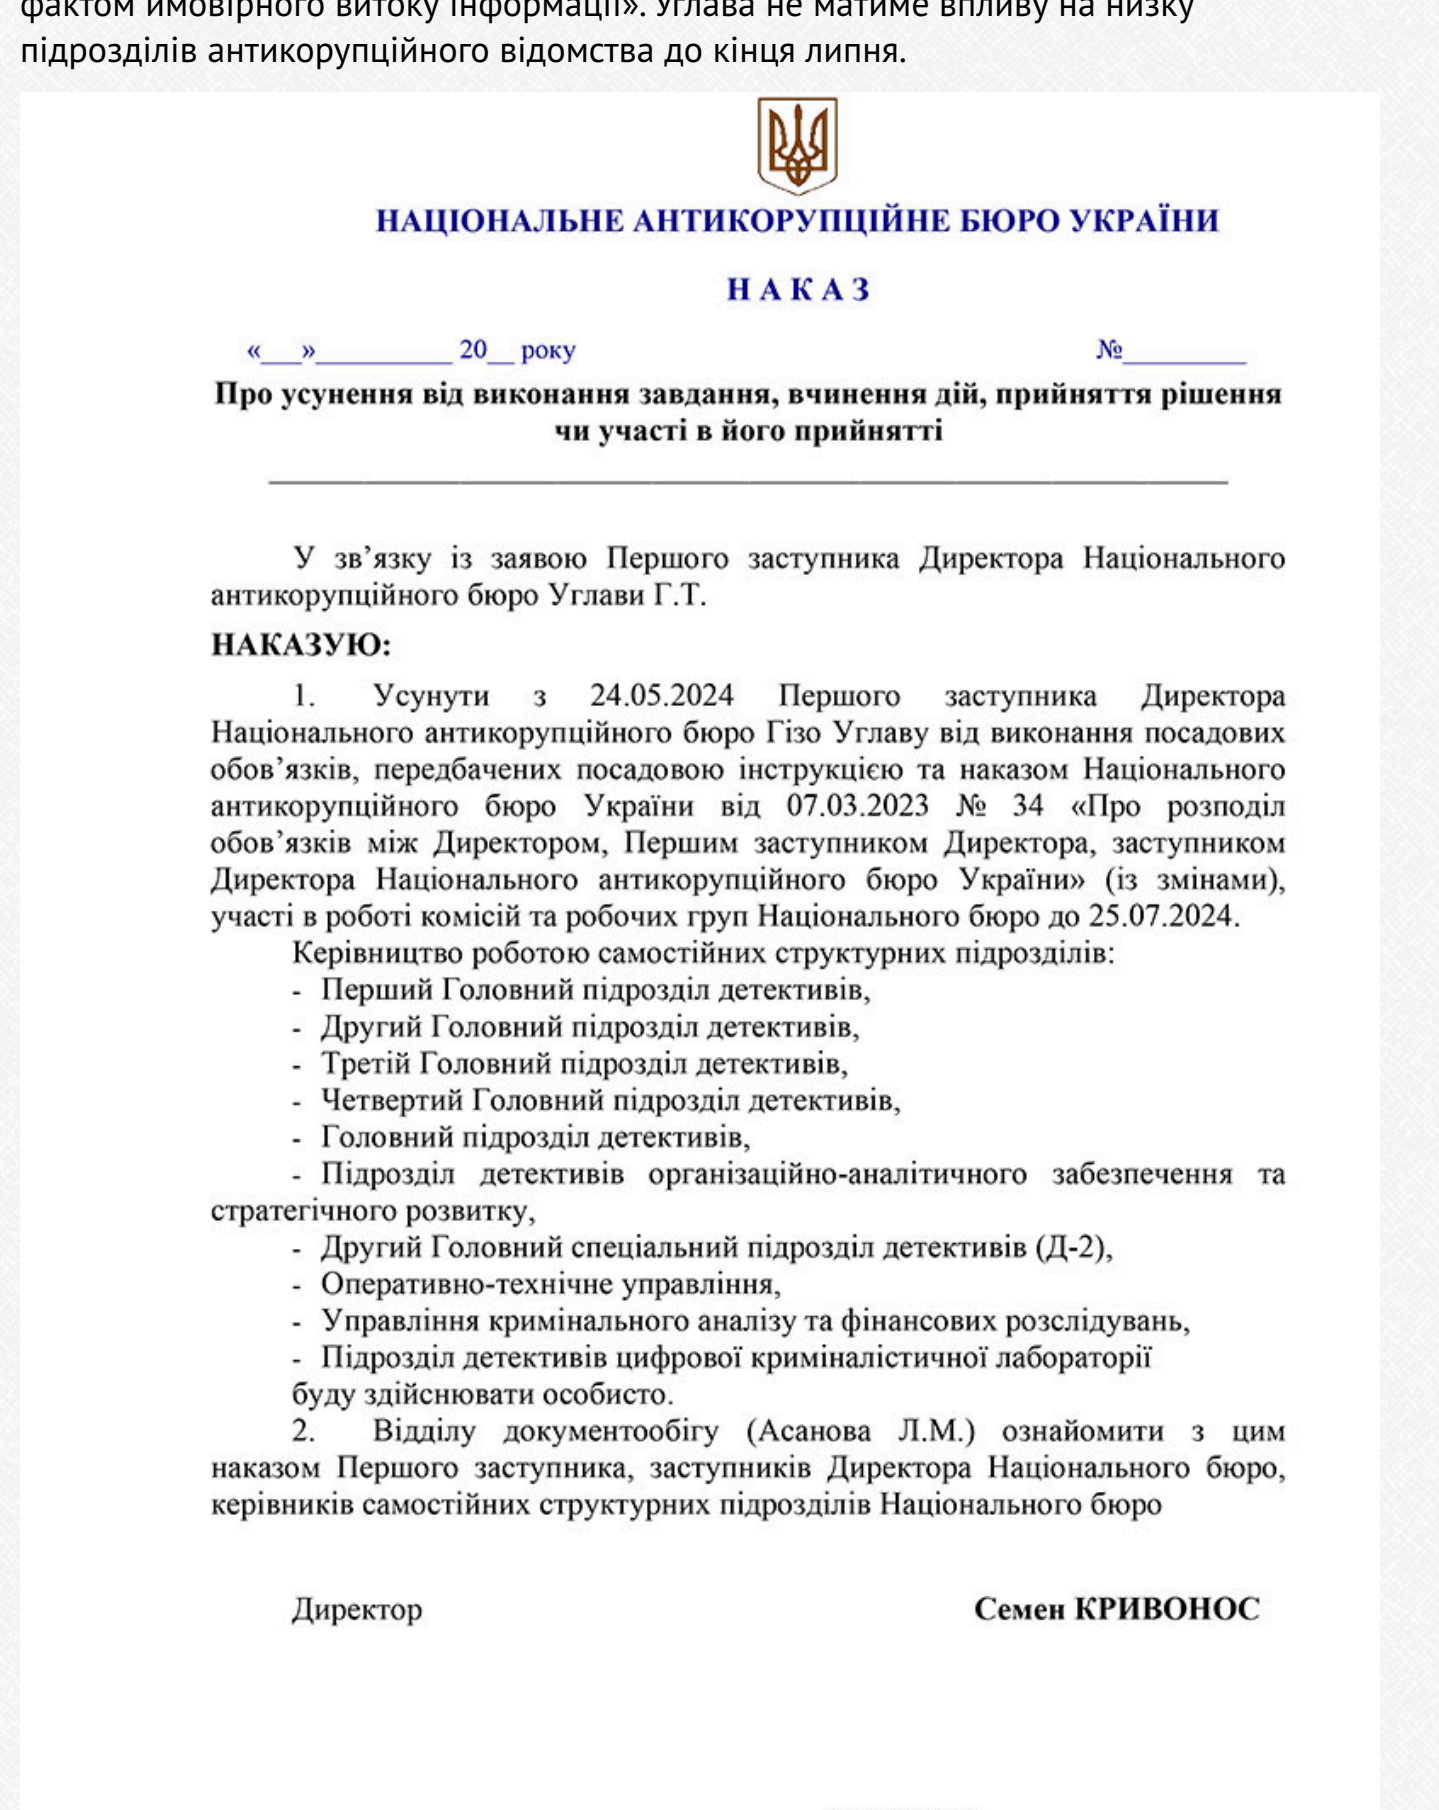 фактом ймовірного витоку інформації». Углава не матиме впливу на низку
підрозділів антикорупційного відомства до кінця липня.
НАЦІОНАЛЬНЕ АНТИКОРУПЦІЙНЕ БЮРО УКРАЇНИ
Н А К А З
«___»__________ 20__ року №_________
Про усунення від виконання завдання, вчинення дій, прийняття рішення
чи участі в його прийнятті
У зв’язку із заявою Першого заступника Директора Національного
антикорупційного бюро Углави Г.Т.
НАКАЗУЮ:
1. Усунути з 24.05.2024 Першого заступника Директора
Національного антикорупційного бюро Гізо Углаву від виконання посадових
обов’язків, передбачених посадовою інструкцією та наказом Національного
антикорупційного бюро України від 07.03.2023 № 34 «Про розподіл
обов’язків між Директором, Першим заступником Директора, заступником
Директора Національного антикорупційного бюро України» (із змінами),
участі в роботі комісій та робочих груп Національного бюро до 25.07.2024.
Керівництво роботою самостійних структурних підрозділів:
- Перший Головний підрозділ детективів,
- Другий Головний підрозділ детективів,
- Третій Головний підрозділ детективів,
- Четвертий Головний підрозділ детективів,
- Головний підрозділ детективів,
- Підрозділ детективів організаційно-аналітичного забезпечення та
стратегічного розвитку,
- Другий Головний спеціальний підрозділ детективів (Д-2),
- Оперативно-технічне управління,
- Управління кримінального аналізу та фінансових розслідувань,
- Підрозділ детективів цифрової криміналістичної лабораторії
буду здійснювати особисто.
2. Відділу документообігу (Асанова Л.М.) ознайомити з цим
наказом Першого заступника, заступників Директора Національного бюро,
керівників самостійних структурних підрозділів Національного бюро
Директор Семен КРИВОНОС